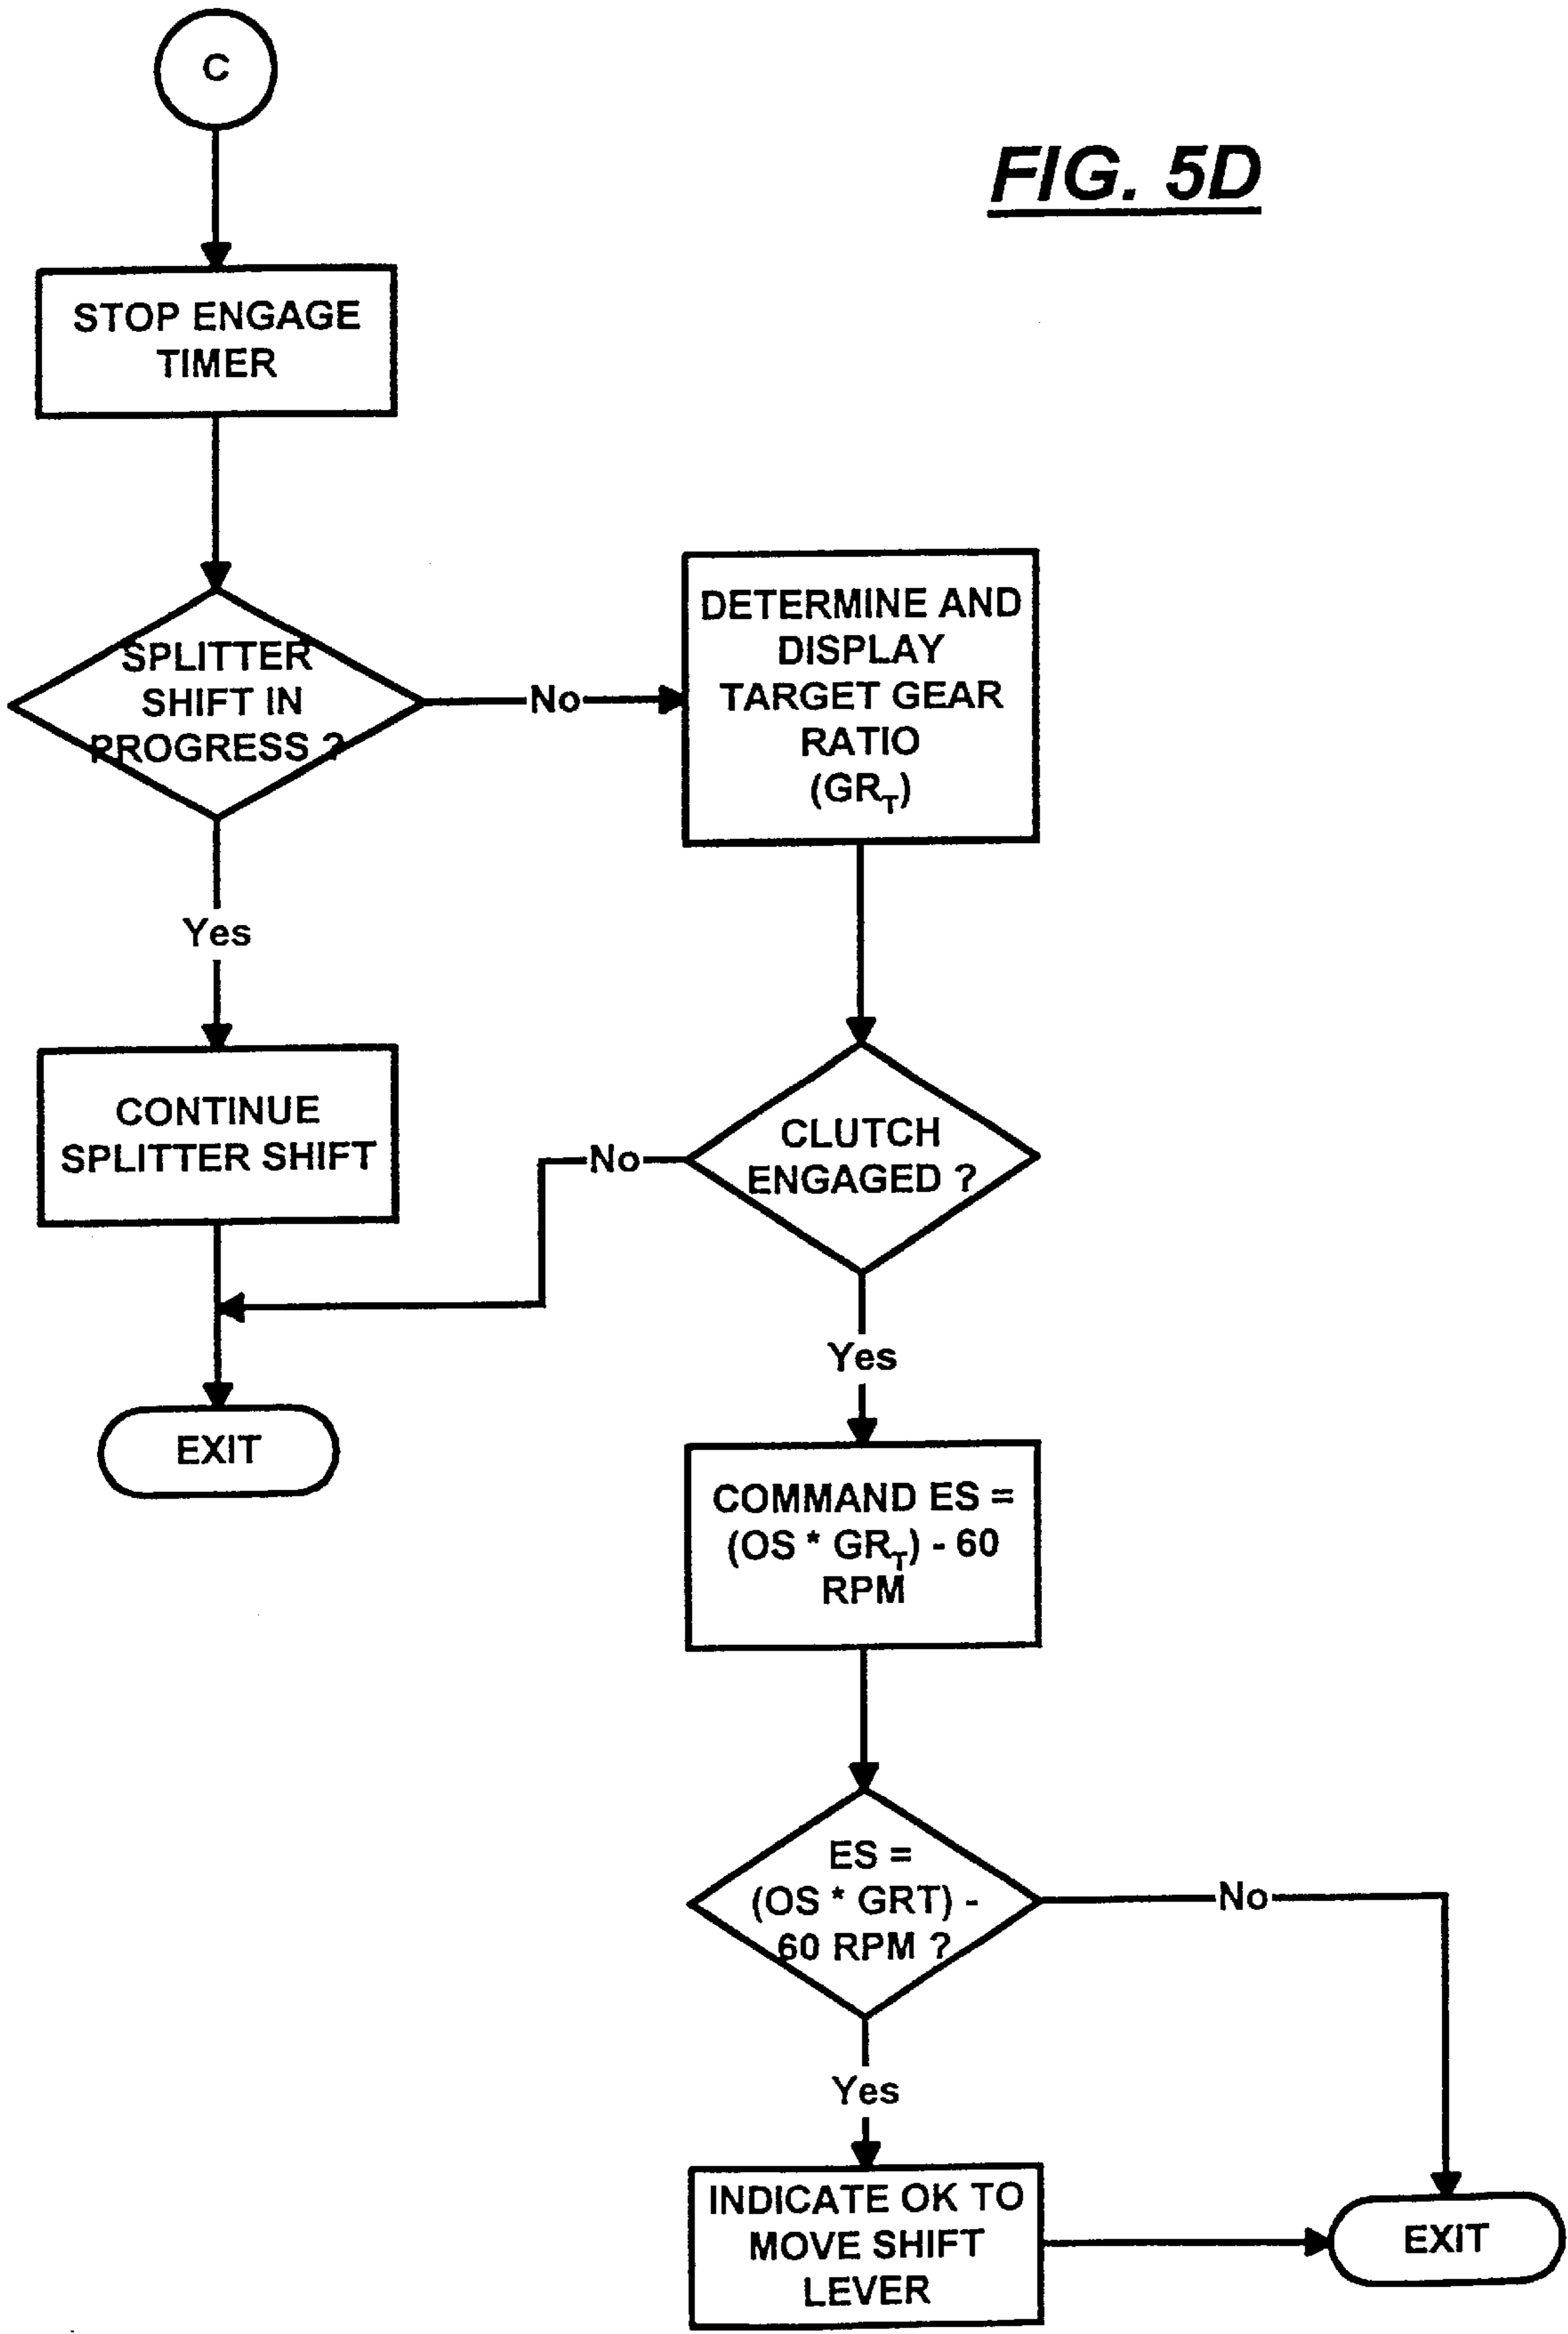 C
FIG. 5D
STOP ENGAGE
TIMER
SPLITTER
SHIFT IN
PROGRESS ?
No
DETERMINE AND
DISPLAY
TARGET GEAR
RATIO
(GR_T)
Yes
CONTINUE
SPLITTER SHIFT
No
CLUTCH
ENGAGED ?
Yes
EXIT
COMMAND ES =
(OS * GR_T) - 60
RPM
ES =
(OS * GRT) -
60 RPM ?
No
Yes
INDICATE OK TO
MOVE SHIFT
LEVER
EXIT